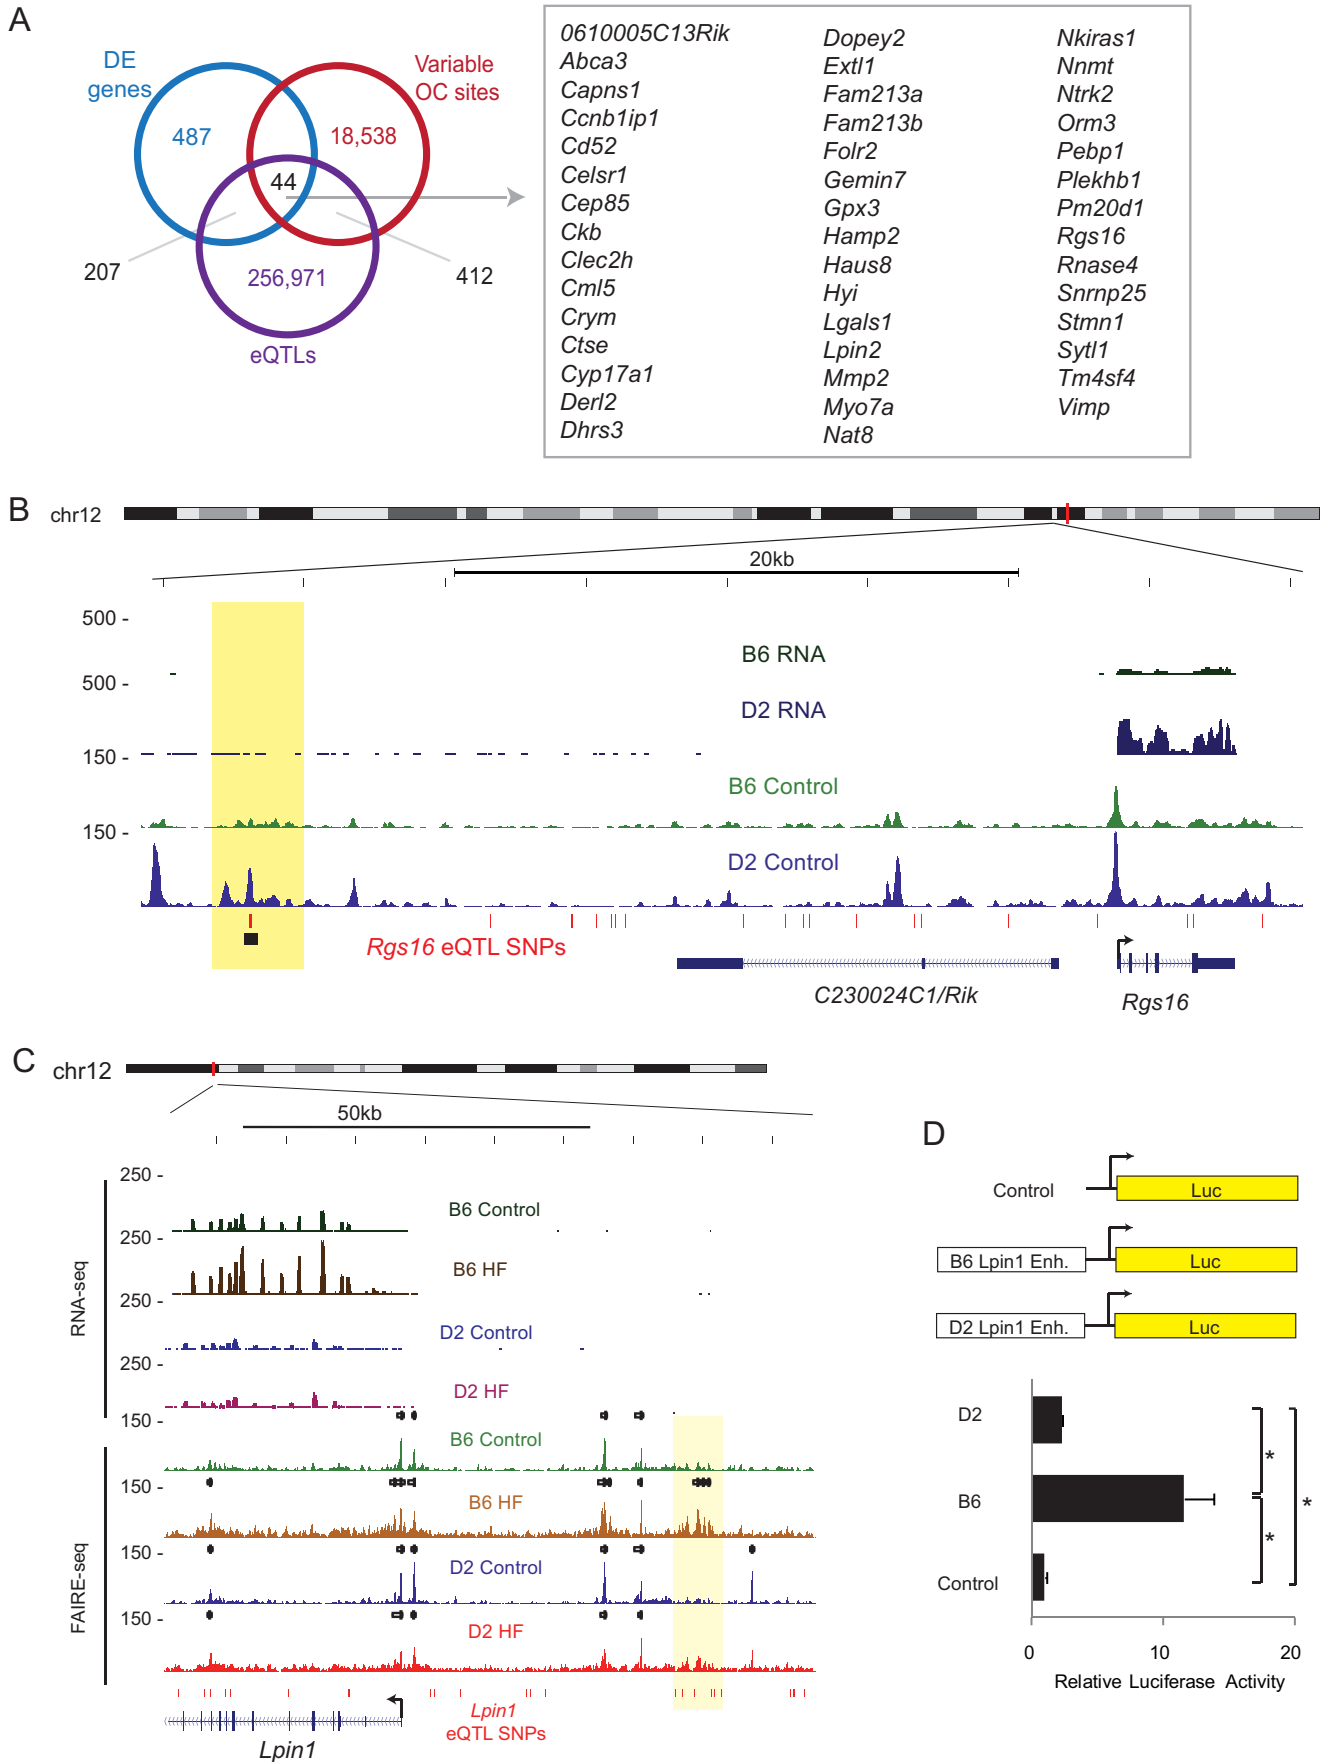 A
DE
genes
Variable
OC sites
487
18,538
44
207
256,971
412
eQTLs
0610005C13Rik
Abca3
Capns1
Ccnb1ip1
Cd52
Celsr1
Cep85
Ckb
Clec2h
Cml5
Crym
Ctse
Cyp17a1
Derl2
Dhrs3
Dopey2
Extl1
Fam213a
Fam213b
Folr2
Gemin7
Gpx3
Hamp2
Haus8
Hyi
Lgals1
Lpin2
Mmp2
Myo7a
Nat8
Nkiras1
Nnmt
Ntrk2
Orm3
Pebp1
Plekhb1
Pm20d1
Rgs16
Rnase4
Snrnp25
Stmn1
Sytl1
Tm4sf4
Vimp
B
chr12
20kb
500 -
B6 RNA
500 -
D2 RNA
150 -
B6 Control
150 -
D2 Control
Rgs16 eQTL SNPs
C230024C1/Rik
Rgs16
C
chr12
50kb
RNA-seq
250 -
B6 Control
250 -
B6 HF
250 -
D2 Control
250 -
D2 HF
FAIRE-seq
150 -
B6 Control
150 -
B6 HF
150 -
D2 Control
150 -
D2 HF
Lpin1
eQTL SNPs
Lpin1
D
Control
Luc
B6 Lpin1 Enh.
Luc
D2 Lpin1 Enh.
Luc
D2
B6
Control
*
*
*
0 10 20
Relative Luciferase Activity